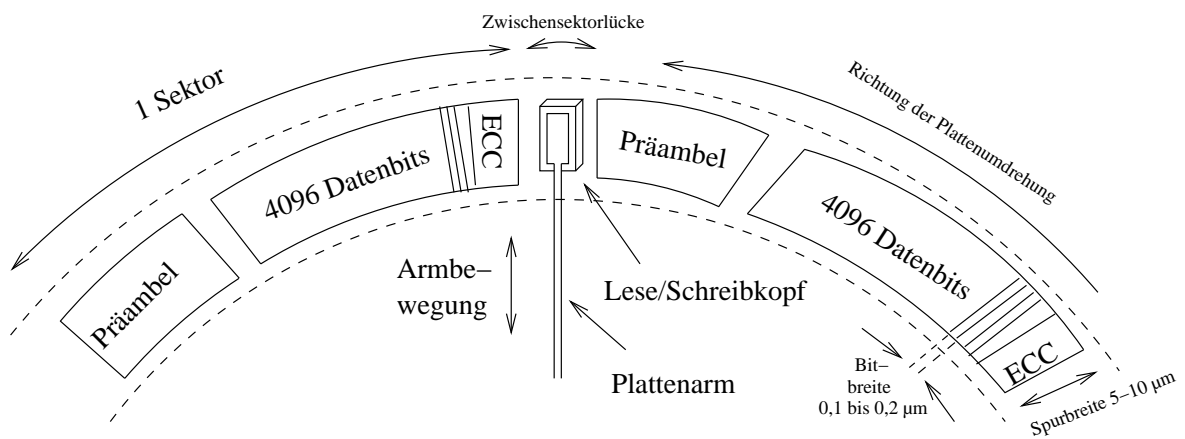 Zwischensektorlücke
1 Sektor
Richtung der Plattenumdrehung
ECC
Präambel
4096 Datenbits
4096 Datenbits
Präambel
Armbe–
wegung
Lese/Schreibkopf
Plattenarm
Bit–
breite
0,1 bis 0,2 µm
ECC
Spurbreite 5–10 µm